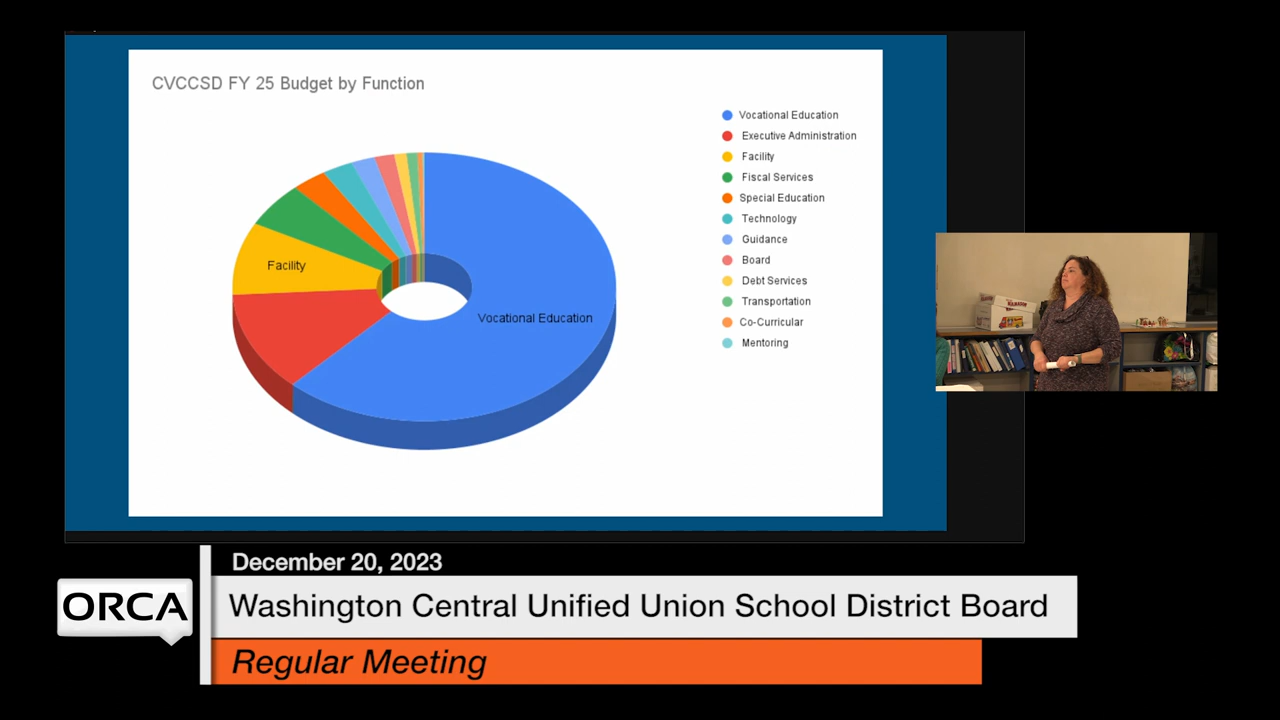 CVCCSD FY 25 Budget by Function
Vocational Education
Executive Administration
Facility
Fiscal Services
Special Education
Technology
Guidance
Board
Debt Services
Transportation
Co-Curricular
Mentoring
Facility
Vocational Education
December 20, 2023
ORCA
Washington Central Unified Union School District Board
Regular Meeting